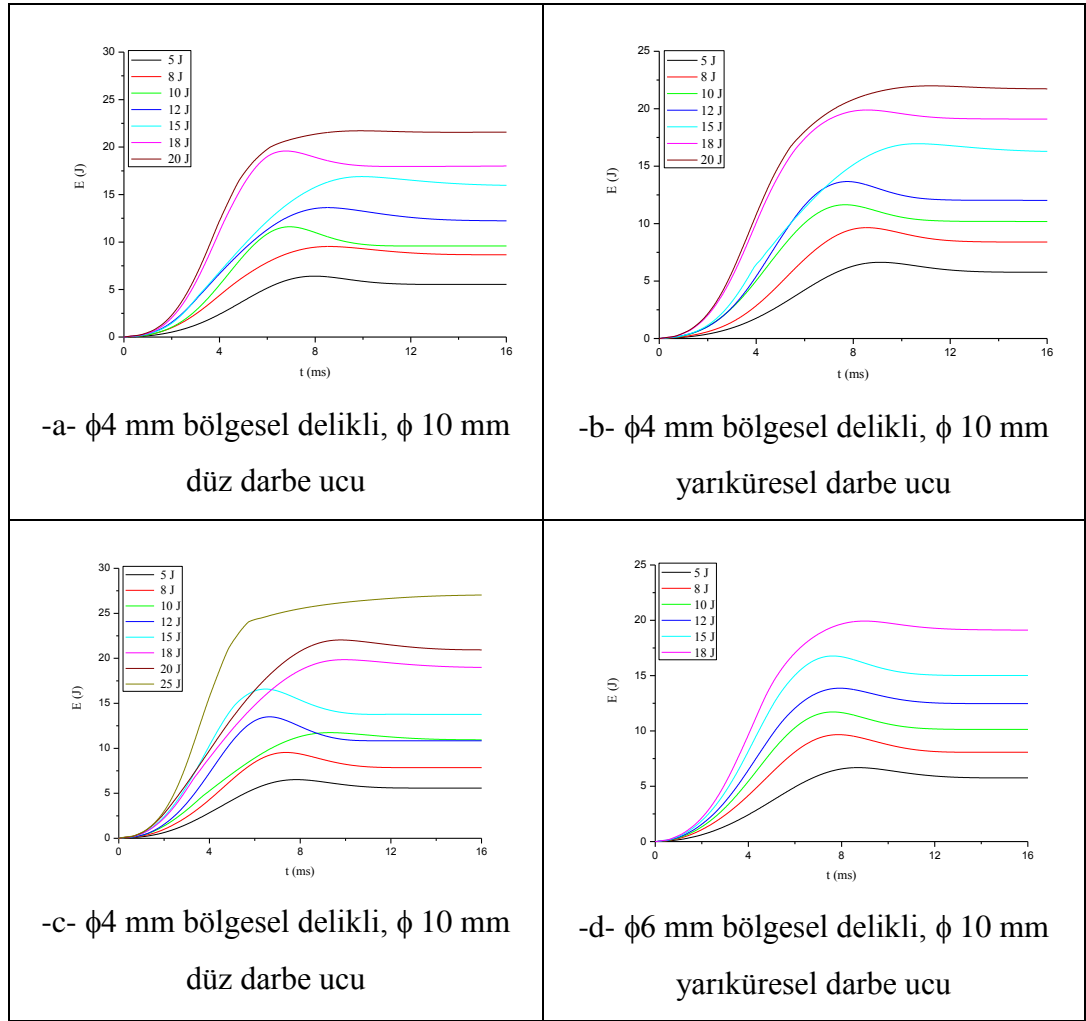 30
25
20
15
10
5
0
E (J)
5 J
8 J
10 J
12 J
15 J
18 J
20 J
0 4 8 12 16
t (ms)
-a- ϕ4 mm bölgesel delikli, ϕ 10 mm
düz darbe ucu
25
20
15
10
5
0
E (J)
5 J
8 J
10 J
12 J
15 J
18 J
20 J
0 4 8 12 16
t (ms)
-b- ϕ4 mm bölgesel delikli, ϕ 10 mm
yarıküresel darbe ucu
30
25
20
15
10
5
0
E (J)
5 J
8 J
10 J
12 J
15 J
18 J
20 J
25 J
0 4 8 12 16
t (ms)
-c- ϕ4 mm bölgesel delikli, ϕ 10 mm
düz darbe ucu
25
20
15
10
5
0
E (J)
5 J
8 J
10 J
12 J
15 J
18 J
0 4 8 12 16
t (ms)
-d- ϕ6 mm bölgesel delikli, ϕ 10 mm
yarıküresel darbe ucu